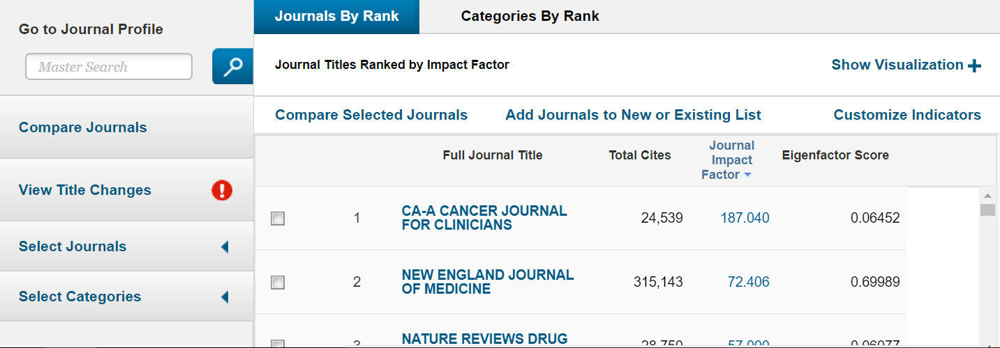 Go to Journal Profile
Master Search
Compare Journals
View Title Changes
Select Journals
Select Categories
Journals By Rank
Categories By Rank
Journal Titles Ranked by Impact Factor
Show Visualization
Compare Selected Journals
Add Journals to New or Existing List
Customize Indicators
Full Journal Title
Total Cites
Journal
Impact
Factor
Eigenfactor Score
1
CA-A CANCER JOURNAL
FOR CLINICIANS
24,539
187.040
0.06452
2
NEW ENGLAND JOURNAL
OF MEDICINE
315,143
72.406
0.69989
3
NATURE REVIEWS DRUG
28,750
57.000